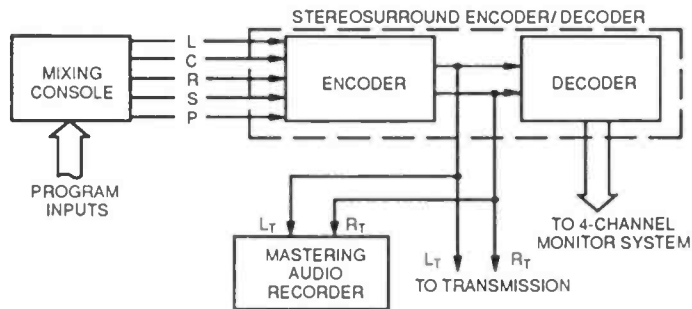 STEREOSURROUND ENCODER/DECODER
L
C
R
S
P
MIXING
CONSOLE
ENCODER
DECODER
PROGRAM
INPUTS
LT
RT
MASTERING
AUDIO
RECORDER
LT
RT
TO TRANSMISSION
TO 4-CHANNEL
MONITOR SYSTEM